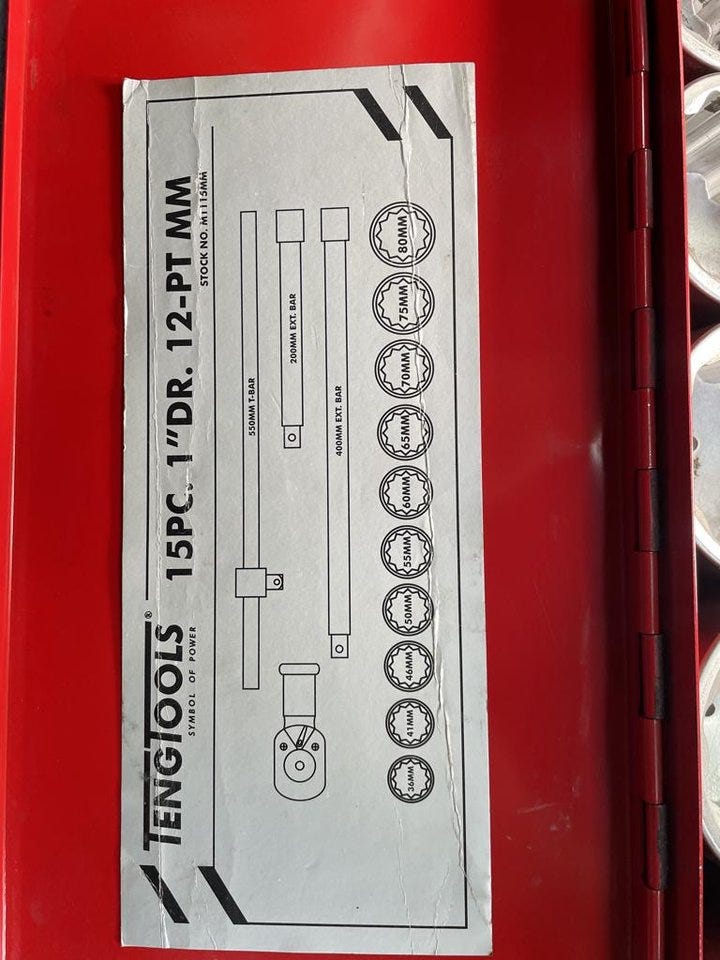 TENGTOOLS®
SYMBOL OF POWER
15PC. 1"DR. 12-PT MM
STOCK NO. M1115MM
550MM T-BAR
200MM EXT. BAR
400MM EXT. BAR
36MM
41MM
46MM
50MM
55MM
60MM
65MM
70MM
75MM
80MM